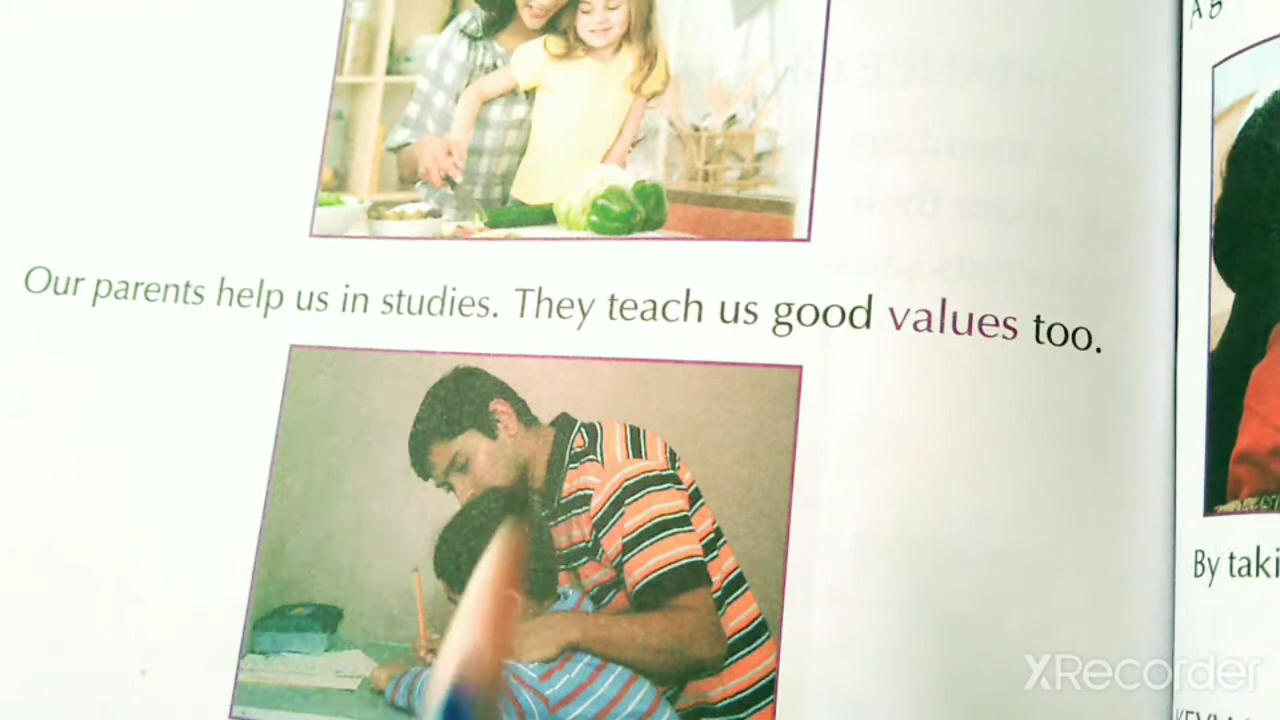 Our parents help us in studies. They teach us good values too.
By taki
XRecorder